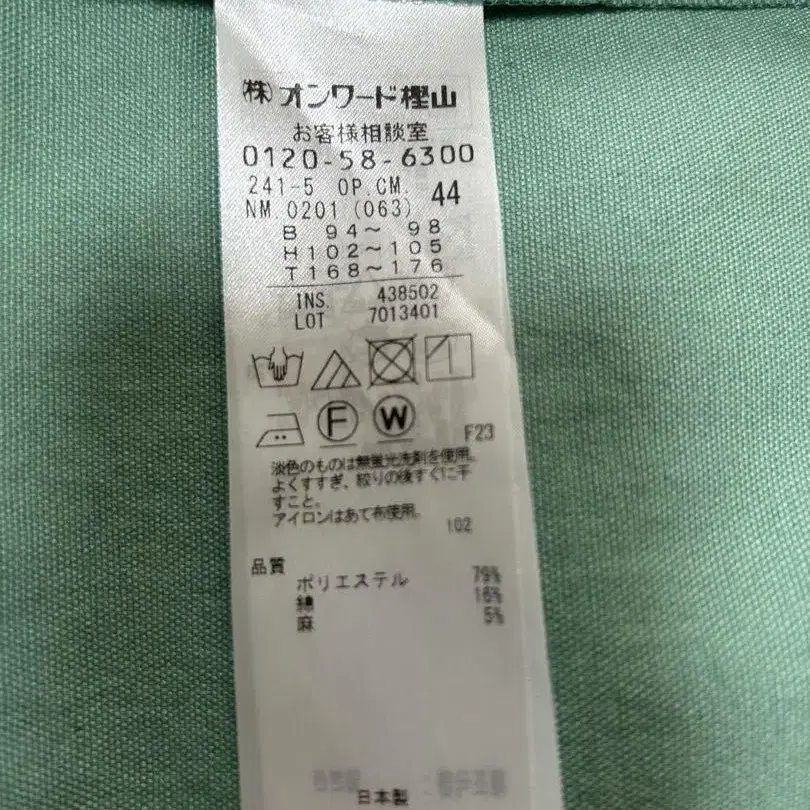 ㈱オンワード樫山
お客様相談室
0120-58-6300
241-5 OP.CM. 44
NM.0201(063)
B 94～ 98
H102～105
T168～176
INS. 438502
LOT 7013401
F W
F23
淡色のものは無蛍光洗剤を使用。
よくすすぎ、絞りの後すぐに干
すこと。
アイロンはあて布使用。
102
品質
ポリエステル 79%
綿 16%
麻 5%
日本製